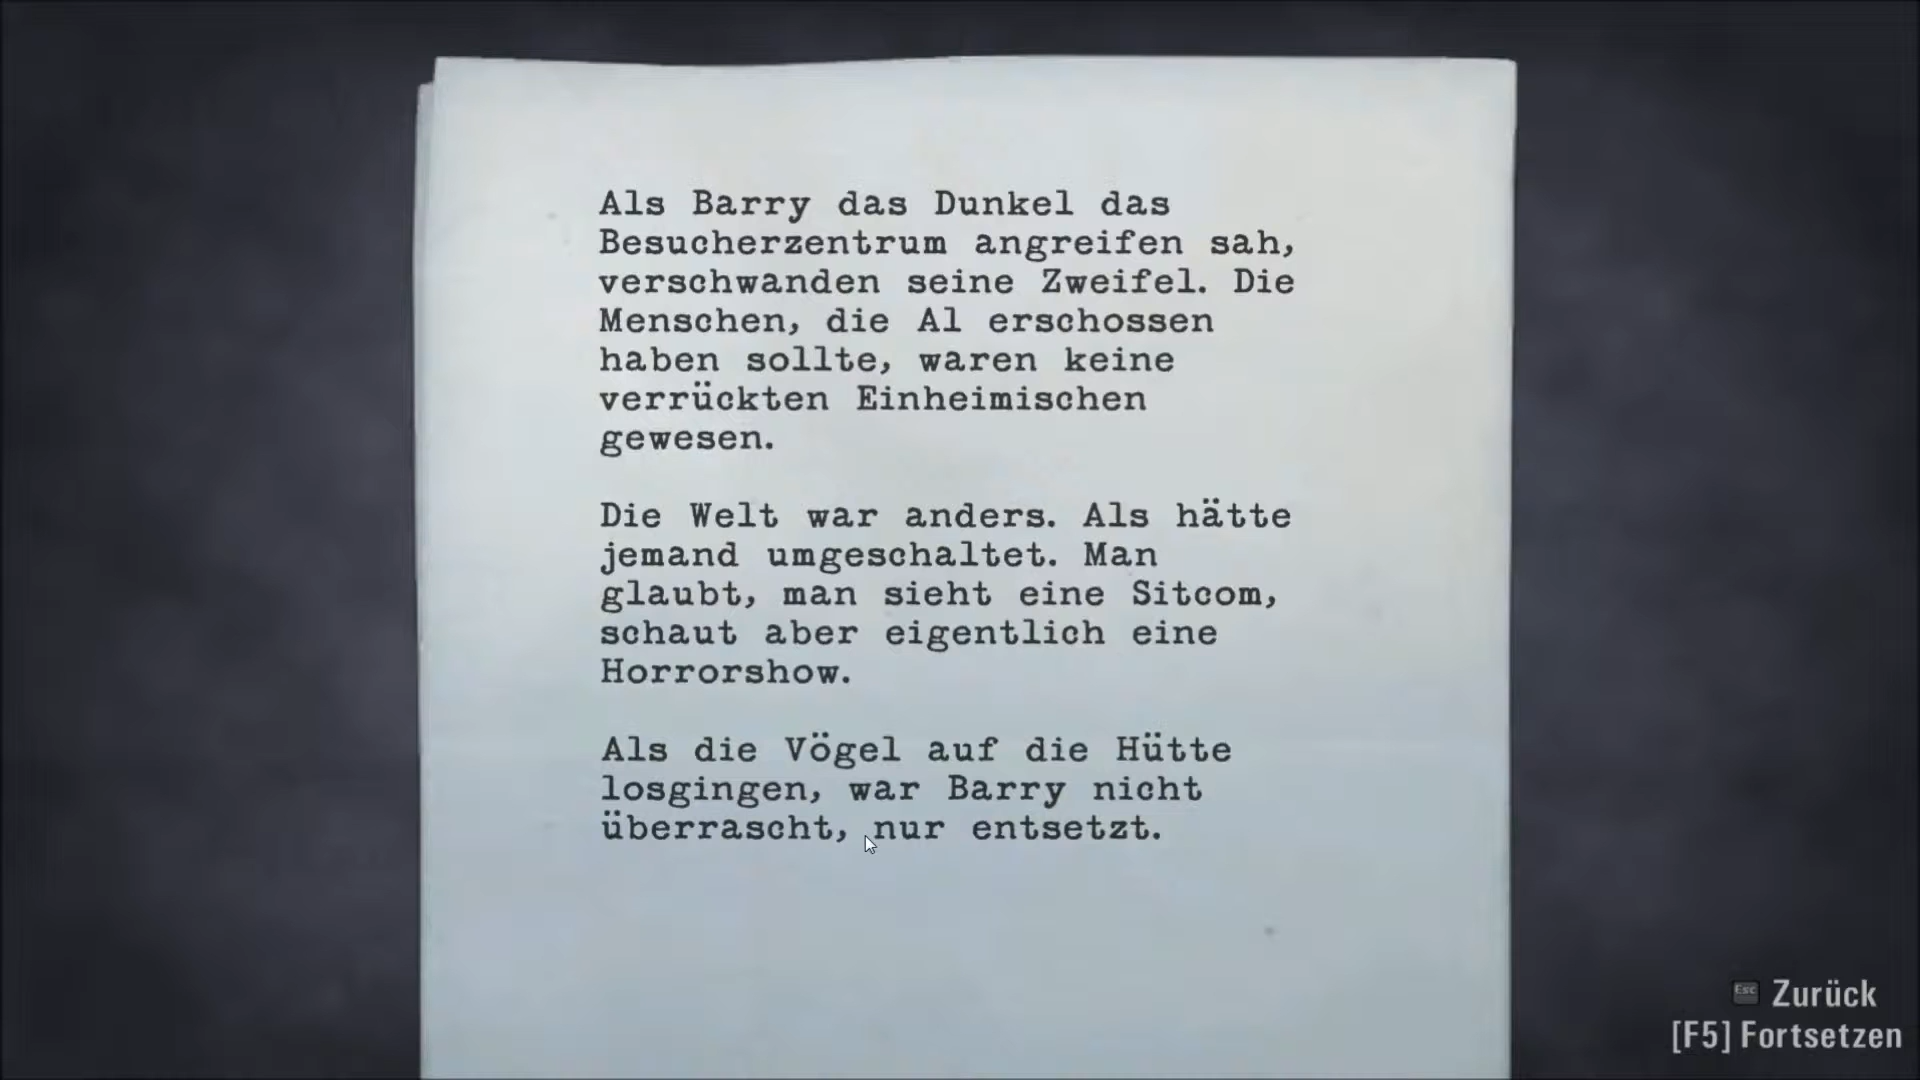 Als Barry das Dunkel das
Besucherzentrum angreifen sah,
verschwanden seine Zweifel. Die
Menschen, die Al erschossen
haben sollte, waren keine
verrückten Einheimischen
gewesen.
Die Welt war anders. Als hätte
jemand umgeschaltet. Man
glaubt, man sieht eine Sitcom,
schaut aber eigentlich eine
Horrorshow.
Als die Vögel auf die Hütte
losgingen, war Barry nicht
überrascht, nur entsetzt.
Esc Zurück
[F5] Fortsetzen